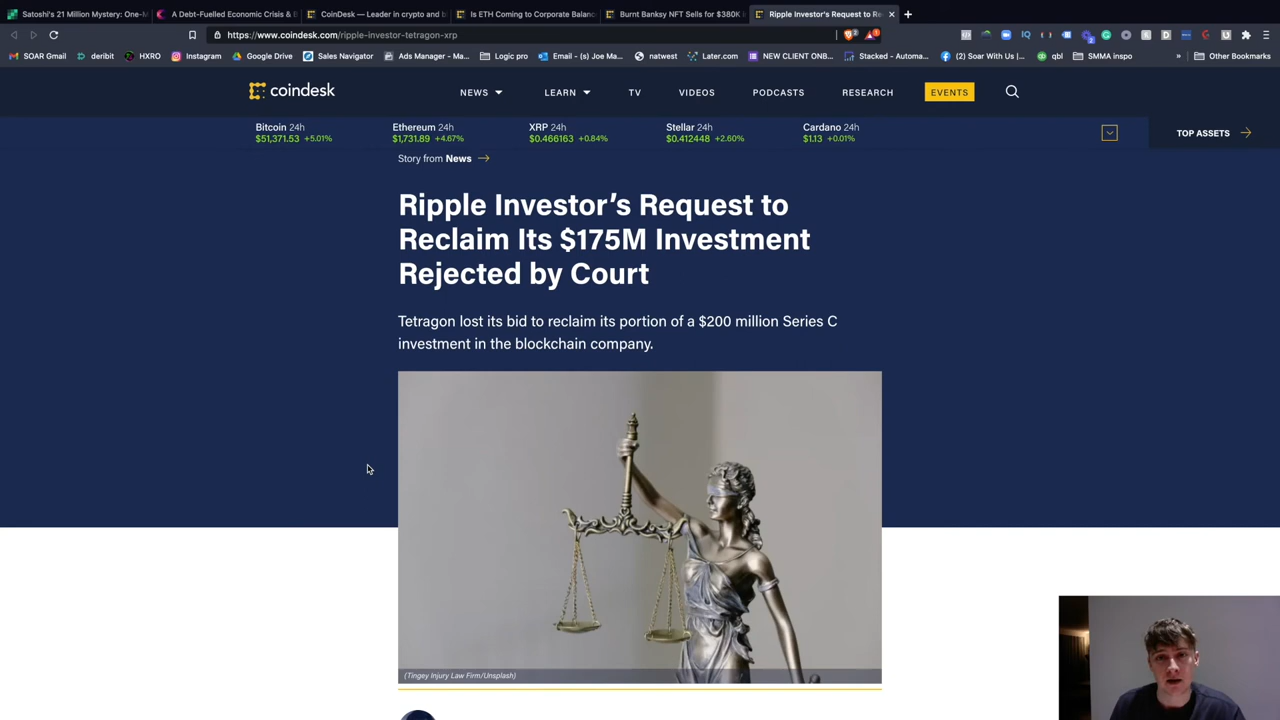 Satoshi's 21 Million Mystery: One-M
A Debt-Fuelled Economic Crisis & B
CoinDesk — Leader in crypto and b
Is ETH Coming to Corporate Balanc
Burnt Banksy NFT Sells for $380K i
Ripple Investor's Request to Re
https://www.coindesk.com/ripple-investor-tetragon-xrp
SOAR Gmail
deribit
HXRO
Instagram
Google Drive
Sales Navigator
Ads Manager - Ma...
Logic pro
Email - (s) Joe Ma...
natwest
Later.com
NEW CLIENT ONB...
Stacked - Automa...
(2) Soar With Us |...
qbl
SMMA inspo
»
Other Bookmarks
coindesk
NEWS
LEARN
TV
VIDEOS
PODCASTS
RESEARCH
EVENTS
Bitcoin 24h
$51,371.53 +5.01%
Ethereum 24h
$1,731.89 +4.67%
XRP 24h
$0.466163 +0.84%
Stellar 24h
$0.412448 +2.60%
Cardano 24h
$1.13 +0.01%
TOP ASSETS
Story from News
Ripple Investor's Request to
Reclaim Its $175M Investment
Rejected by Court
Tetragon lost its bid to reclaim its portion of a $200 million Series C
investment in the blockchain company.
(Tingey Injury Law Firm/Unsplash)